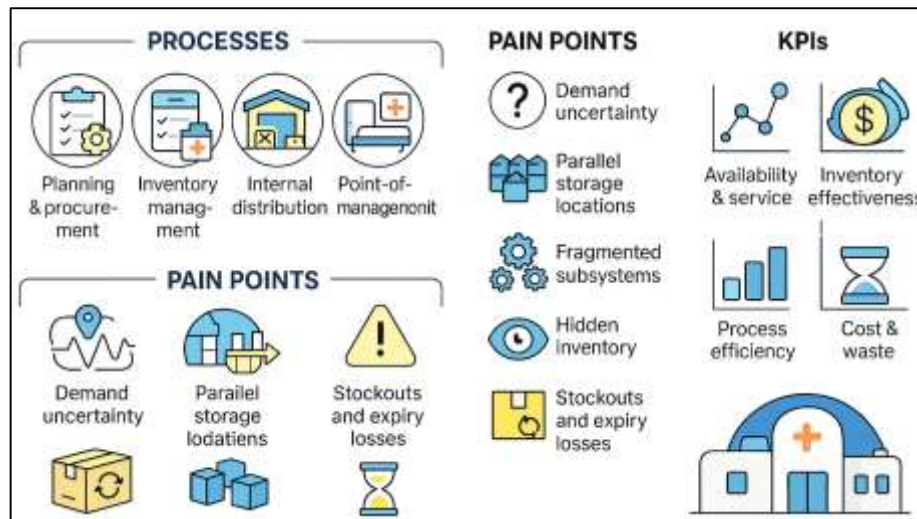 PROCESSES
Planning
& procure-
ment
Inventory
managg-
ment
Internal
distribution
Point-of-
managenonit
PAIN POINTS
Demand
uncertainty
Parailel
storage
lodatiens
Stockouts
and expiry
losses
PAIN POINTS
Demand
uncertainty
Parallel
storage
locations
Fragmented
subsystems
Hidden
inventory
Stockouts
and expiry
losses
KPIs
Availability
& service
Inventory
effectiveness
Process
efficiency
Cost &
waste